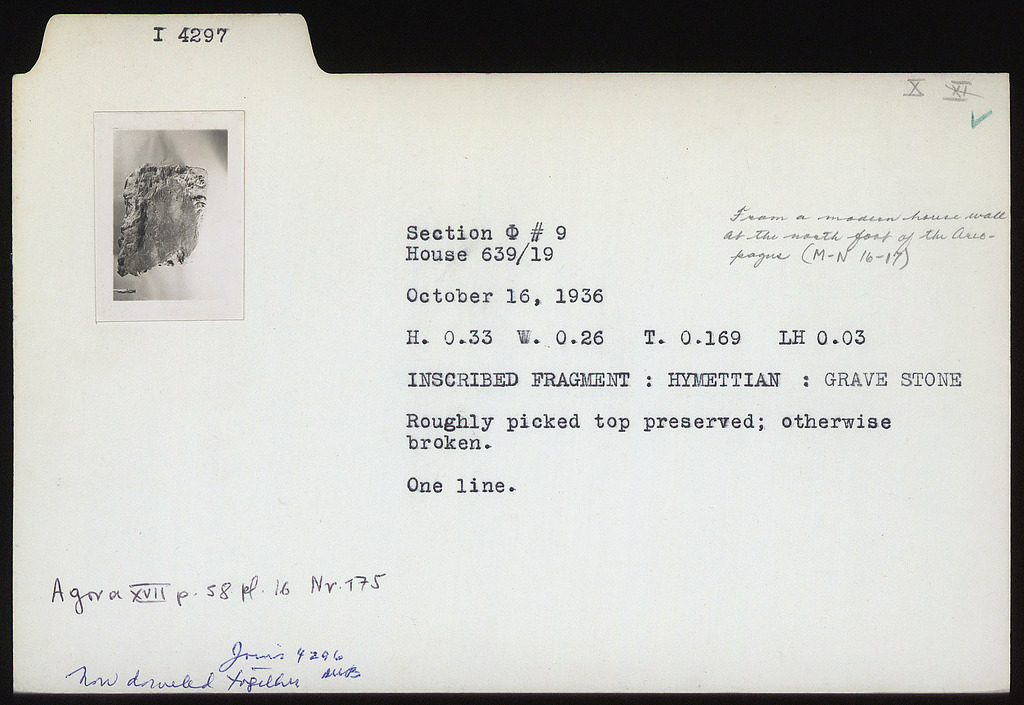 I 4297
X XI
From a modern house wall
at the north foot of the Areo-
pagus (M-N 16-17)
Section Φ # 9
House 639/19
October 16, 1936
H. 0.33 W. 0.26 T. 0.169 LH 0.03
INSCRIBED FRAGMENT : HYMETTIAN : GRAVE STONE
Roughly picked top preserved; otherwise
broken.
One line.
Agora XVII p. 58 pl. 16 Nr. 175
Joins 4296
Now doweled together